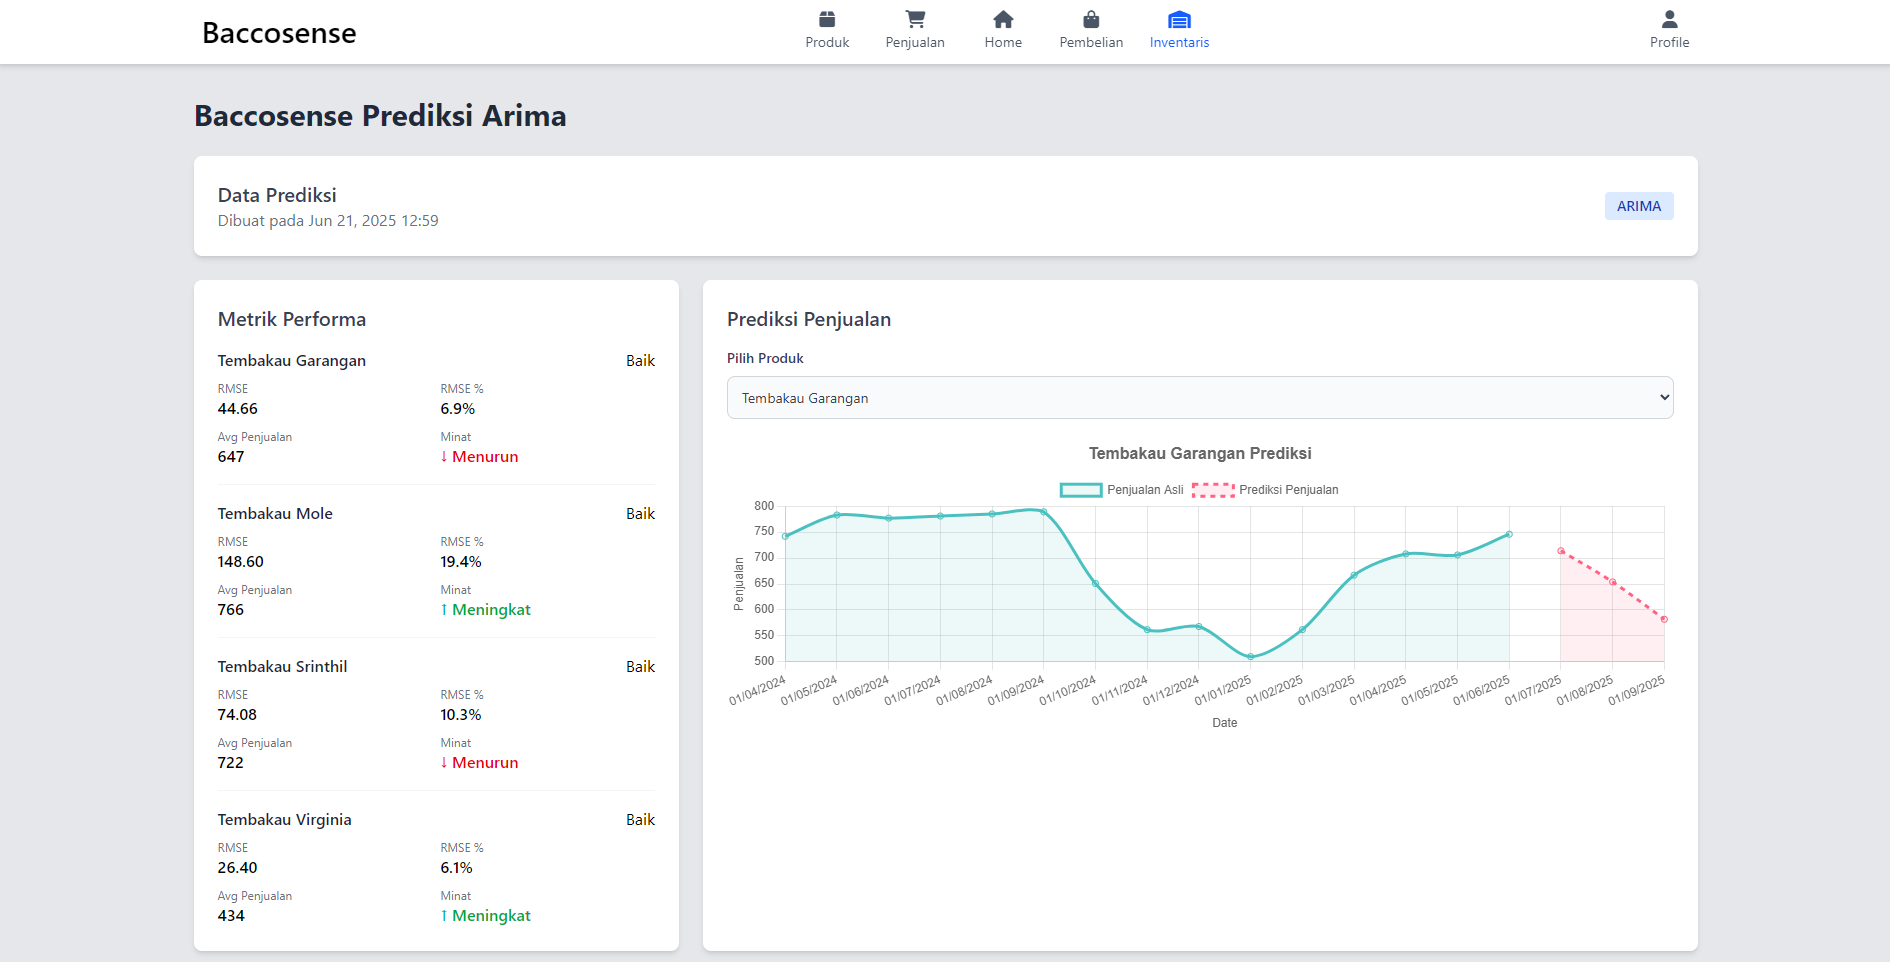 Baccosense
Produk
Penjualan
Home
Pembelian
Inventaris
Profile
Baccosense Prediksi Arima
Data Prediksi
Dibuat pada Jun 21, 2025 12:59
ARIMA
Metrik Performa
Tembakau Garangan Baik
RMSE RMSE %
44.66 6.9%
Avg Penjualan Minat
647 ↓ Menurun
Tembakau Mole Baik
RMSE RMSE %
148.60 19.4%
Avg Penjualan Minat
766 ↑ Meningkat
Tembakau Srinthil Baik
RMSE RMSE %
74.08 10.3%
Avg Penjualan Minat
722 ↓ Menurun
Tembakau Virginia Baik
RMSE RMSE %
26.40 6.1%
Avg Penjualan Minat
434 ↑ Meningkat
Prediksi Penjualan
Pilih Produk
Tembakau Garangan
Tembakau Garangan Prediksi
Penjualan Asli Prediksi Penjualan
Penjualan
800
750
700
650
600
550
500
01/04/2024
01/05/2024
01/06/2024
01/07/2024
01/08/2024
01/09/2024
01/10/2024
01/11/2024
01/12/2024
01/01/2025
01/02/2025
01/03/2025
01/04/2025
01/05/2025
01/06/2025
01/07/2025
01/08/2025
01/09/2025
Date